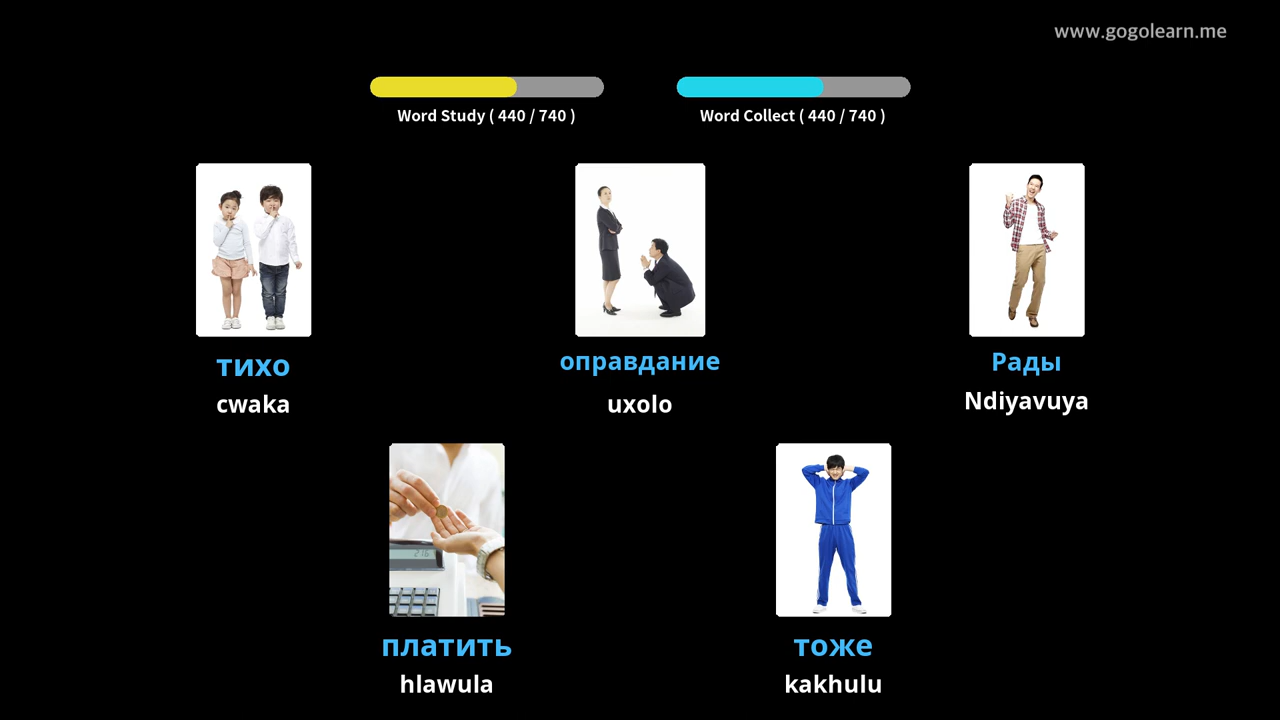 www.gogolearn.me
Word Study ( 440 / 740 )
Word Collect ( 440 / 740 )
тихо
cwaka
оправдание
uxolo
Рады
Ndiyavuya
платить
hlawula
тоже
kakhulu